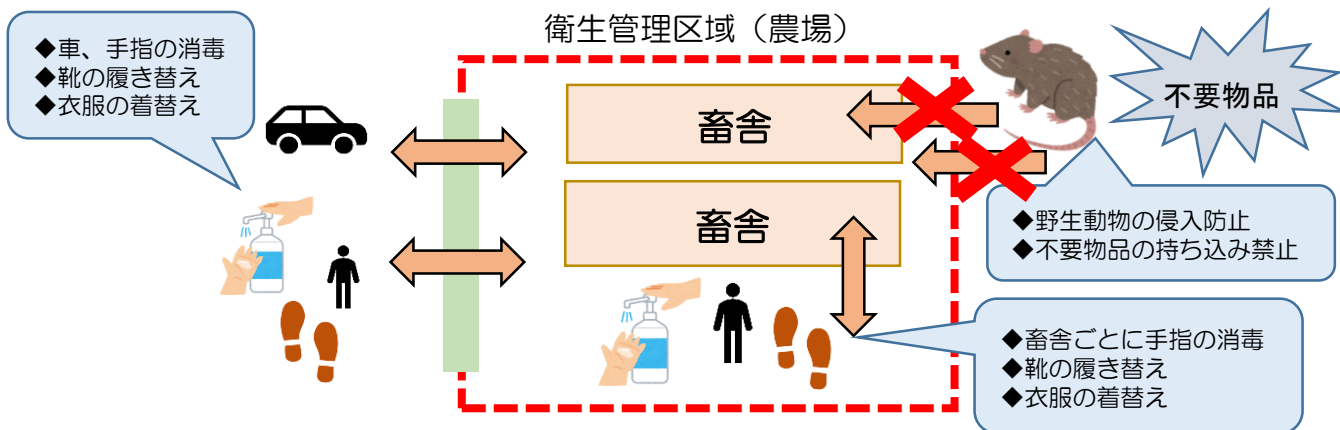 衛生管理区域（農場）
◆車、手指の消毒
◆靴の履き替え
◆衣服の着替え
畜舎
畜舎
不要物品
◆野生動物の侵入防止
◆不要物品の持ち込み禁止
◆畜舎ごとに手指の消毒
◆靴の履き替え
◆衣服の着替え